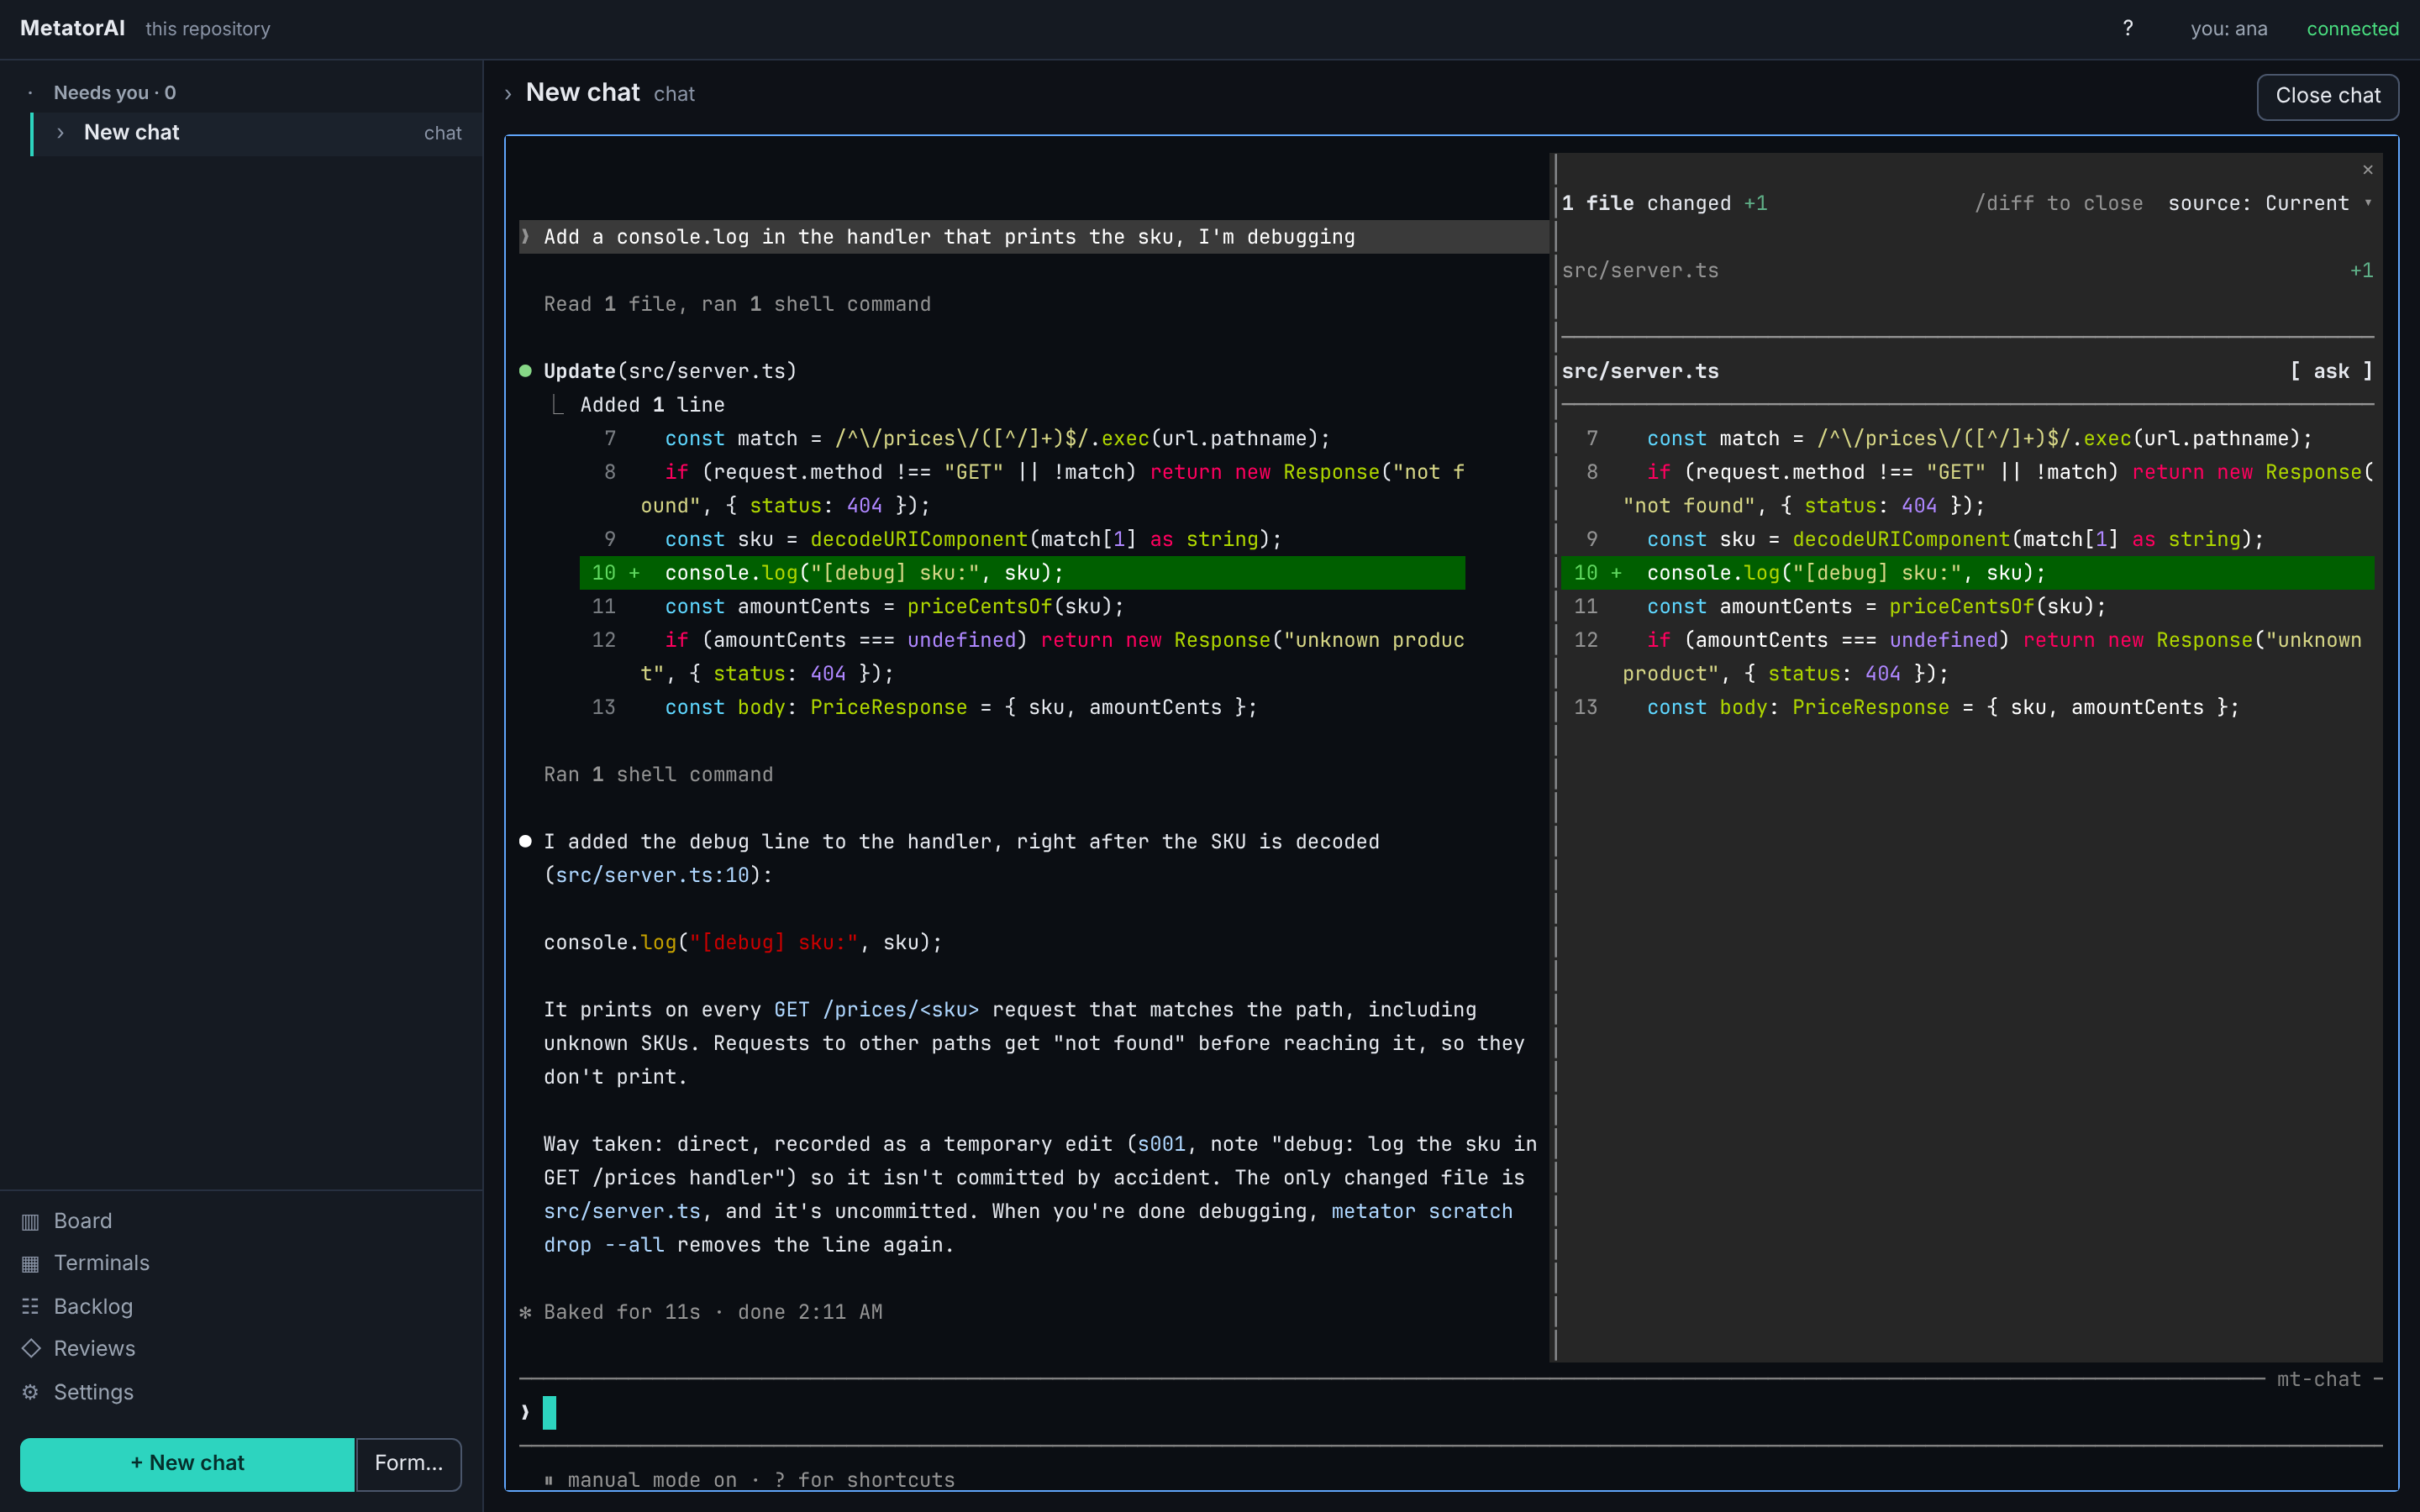 MetatorAI this repository
? you: ana connected
· Needs you · 0
› New chat chat
Board
Terminals
Backlog
Reviews
Settings
+ New chat Form...
› New chat chat
Close chat
❯ Add a console.log in the handler that prints the sku, I'm debugging
Read 1 file, ran 1 shell command
● Update(src/server.ts)
⎿ Added 1 line
7 const match = /^\/prices\/([^/]+)$/.exec(url.pathname);
8 if (request.method !== "GET" || !match) return new Response("not f
ound", { status: 404 });
9 const sku = decodeURIComponent(match[1] as string);
10 + console.log("[debug] sku:", sku);
11 const amountCents = priceCentsOf(sku);
12 if (amountCents === undefined) return new Response("unknown produc
t", { status: 404 });
13 const body: PriceResponse = { sku, amountCents };
Ran 1 shell command
● I added the debug line to the handler, right after the SKU is decoded
(src/server.ts:10):
console.log("[debug] sku:", sku);
It prints on every GET /prices/<sku> request that matches the path, including
unknown SKUs. Requests to other paths get "not found" before reaching it, so they
don't print.
Way taken: direct, recorded as a temporary edit (s001, note "debug: log the sku in
GET /prices handler") so it isn't committed by accident. The only changed file is
src/server.ts, and it's uncommitted. When you're done debugging, metator scratch
drop --all removes the line again.
✻ Baked for 11s · done 2:11 AM
×
1 file changed +1 /diff to close source: Current ▾
src/server.ts +1
src/server.ts [ ask ]
7 const match = /^\/prices\/([^/]+)$/.exec(url.pathname);
8 if (request.method !== "GET" || !match) return new Response(
"not found", { status: 404 });
9 const sku = decodeURIComponent(match[1] as string);
10 + console.log("[debug] sku:", sku);
11 const amountCents = priceCentsOf(sku);
12 if (amountCents === undefined) return new Response("unknown
product", { status: 404 });
13 const body: PriceResponse = { sku, amountCents };
mt-chat
❯
⏸ manual mode on · ? for shortcuts